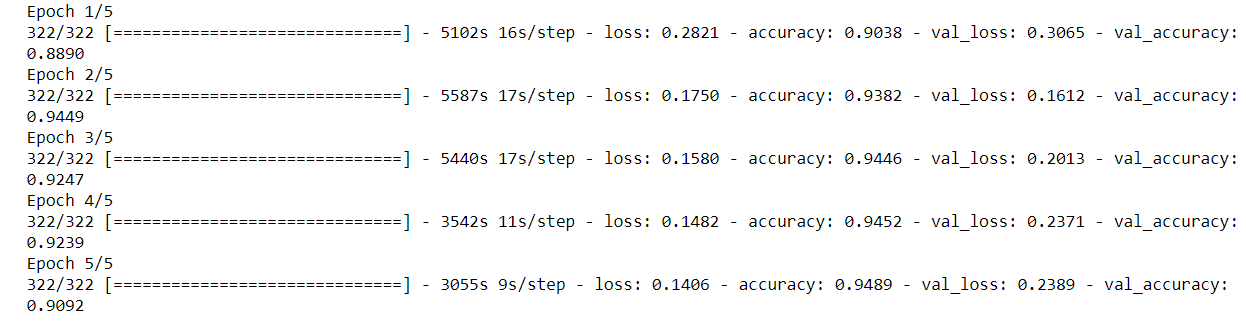 Epoch 1/5
322/322 [==============================] - 5102s 16s/step - loss: 0.2821 - accuracy: 0.9038 - val_loss: 0.3065 - val_accuracy:
0.8890
Epoch 2/5
322/322 [==============================] - 5587s 17s/step - loss: 0.1750 - accuracy: 0.9382 - val_loss: 0.1612 - val_accuracy:
0.9449
Epoch 3/5
322/322 [==============================] - 5440s 17s/step - loss: 0.1580 - accuracy: 0.9446 - val_loss: 0.2013 - val_accuracy:
0.9247
Epoch 4/5
322/322 [==============================] - 3542s 11s/step - loss: 0.1482 - accuracy: 0.9452 - val_loss: 0.2371 - val_accuracy:
0.9239
Epoch 5/5
322/322 [==============================] - 3055s 9s/step - loss: 0.1406 - accuracy: 0.9489 - val_loss: 0.2389 - val_accuracy:
0.9092